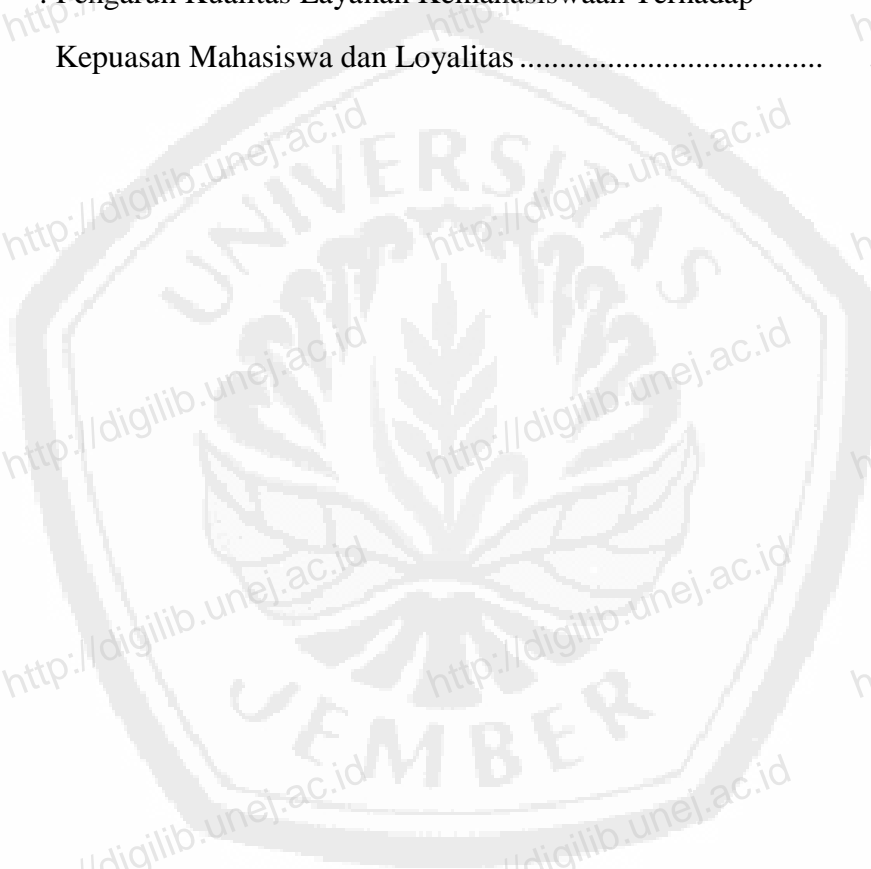 : Pengaruh Kualitas Layanan Kemahasiswaan Terhadap
Kepuasan Mahasiswa dan Loyalitas ......................................
UNIVERSITAS
JEMBER
http://digilib.unej.ac.id
http://digilib.unej.ac.id
http://digilib.unej.ac.id
http://digilib.unej.ac.id
http://digilib.unej.ac.id
http://digilib.unej.ac.id
http://digilib.unej.ac.id
http://digilib.unej.ac.id